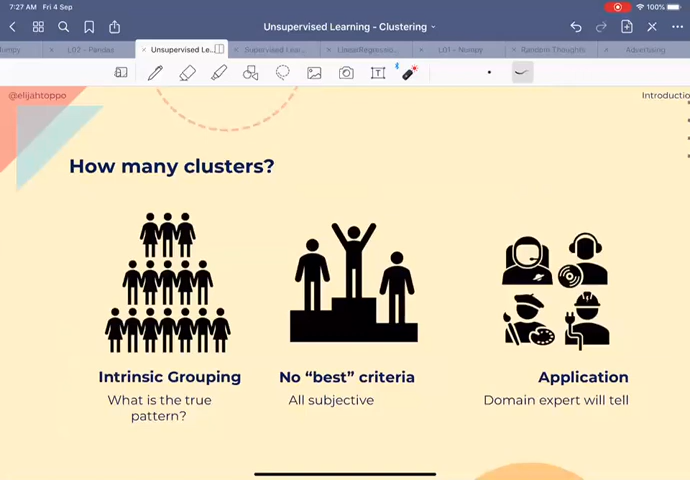 7:27 AM Fri 4 Sep
100%
Unsupervised Learning - Clustering
L02 - Pandas
Unsupervised Le...
Supervised Lear...
L01 - Numpy
Random Thoughts
Advertising
@elijahtoppo
Introductio
How many clusters?
Intrinsic Grouping
What is the true
pattern?
No “best” criteria
All subjective
Application
Domain expert will tell